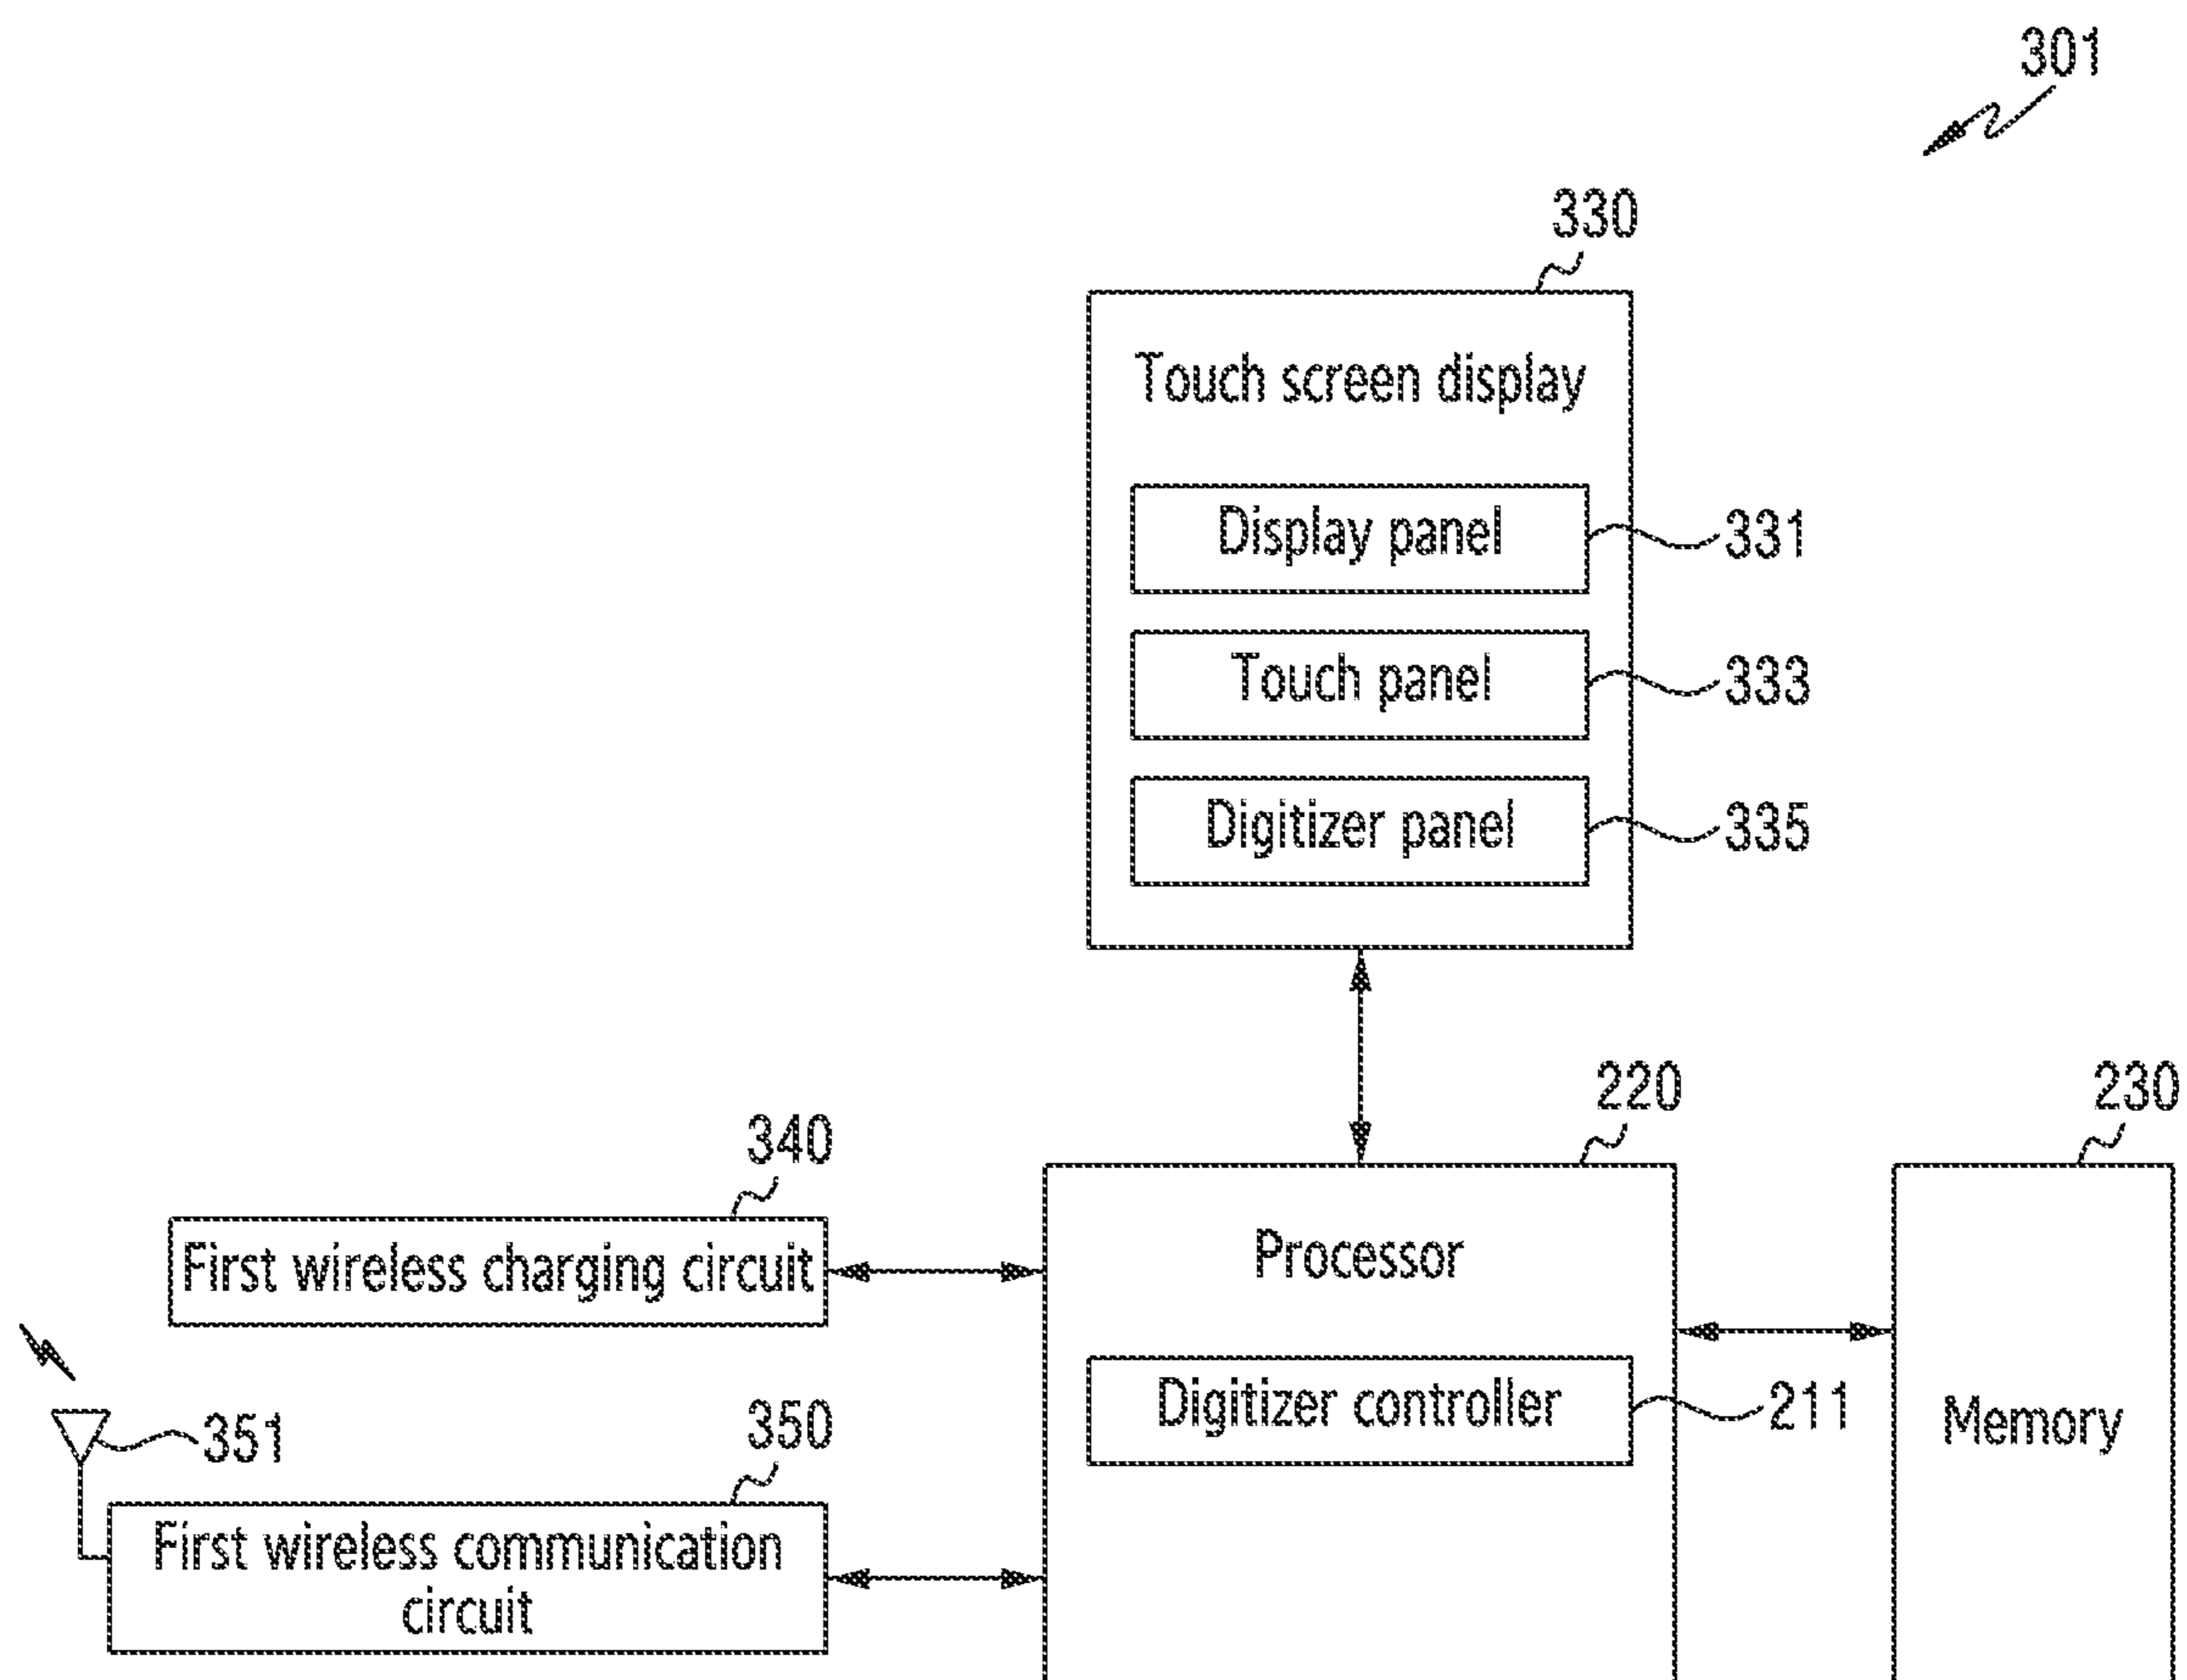 301
330
Touch screen display
Display panel
331
Touch panel
333
Digitizer panel
335
220
230
340
First wireless charging circuit
Processor
Digitizer controller
211
Memory
351
350
First wireless communication
circuit